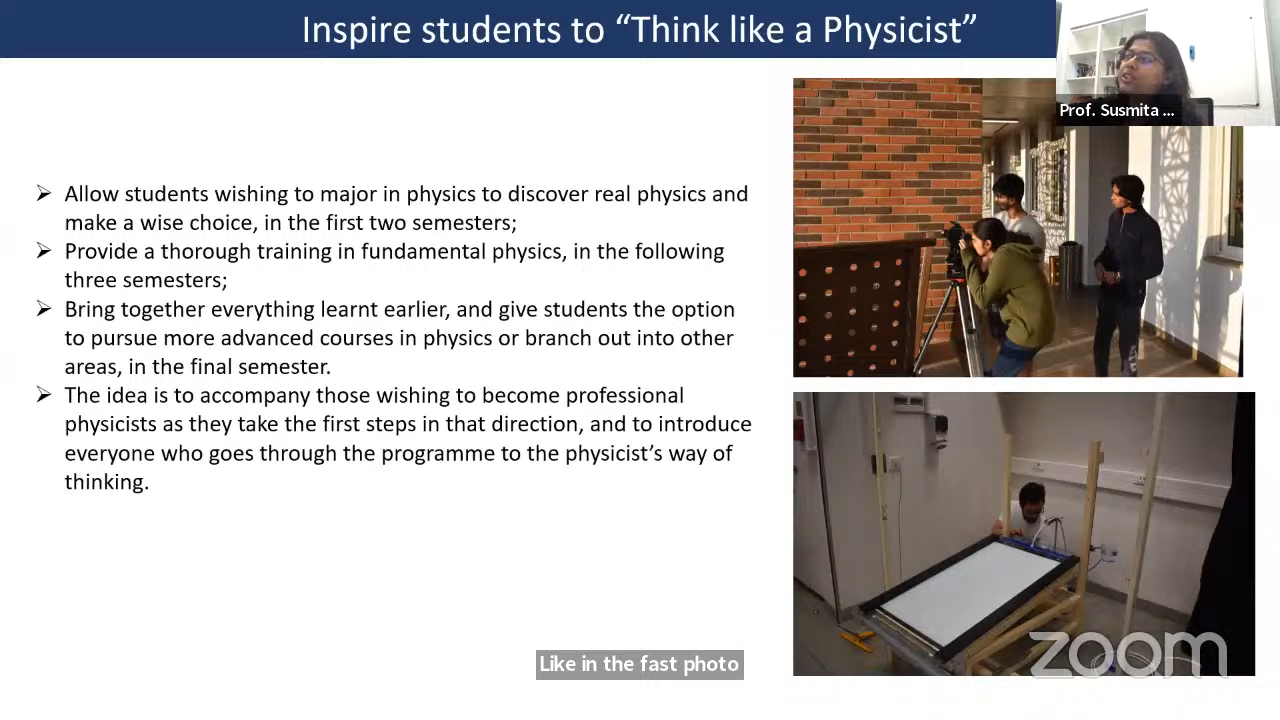 Inspire students to “Think like a Physicist”
Prof. Susmita ...
➢ Allow students wishing to major in physics to discover real physics and
make a wise choice, in the first two semesters;
➢ Provide a thorough training in fundamental physics, in the following
three semesters;
➢ Bring together everything learnt earlier, and give students the option
to pursue more advanced courses in physics or branch out into other
areas, in the final semester.
➢ The idea is to accompany those wishing to become professional
physicists as they take the first steps in that direction, and to introduce
everyone who goes through the programme to the physicist’s way of
thinking.
Like in the fast photo
zoom